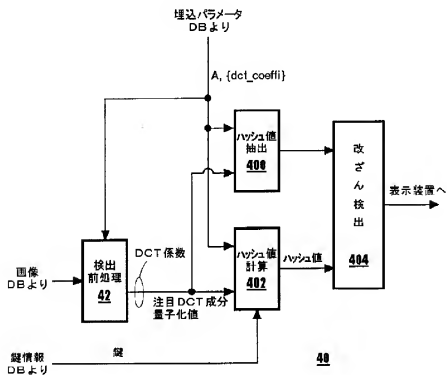 埋込パラメータ
DBより
A, {dct_coeffi}
ハッシュ値
抽出
400
改ざん検出
404
表示装置へ
検出
前処理
42
DCT係数
ハッシュ値
計算
402
ハッシュ値
画像
DBより
注目DCT成分
量子化値
鍵情報
DBより
鍵
40